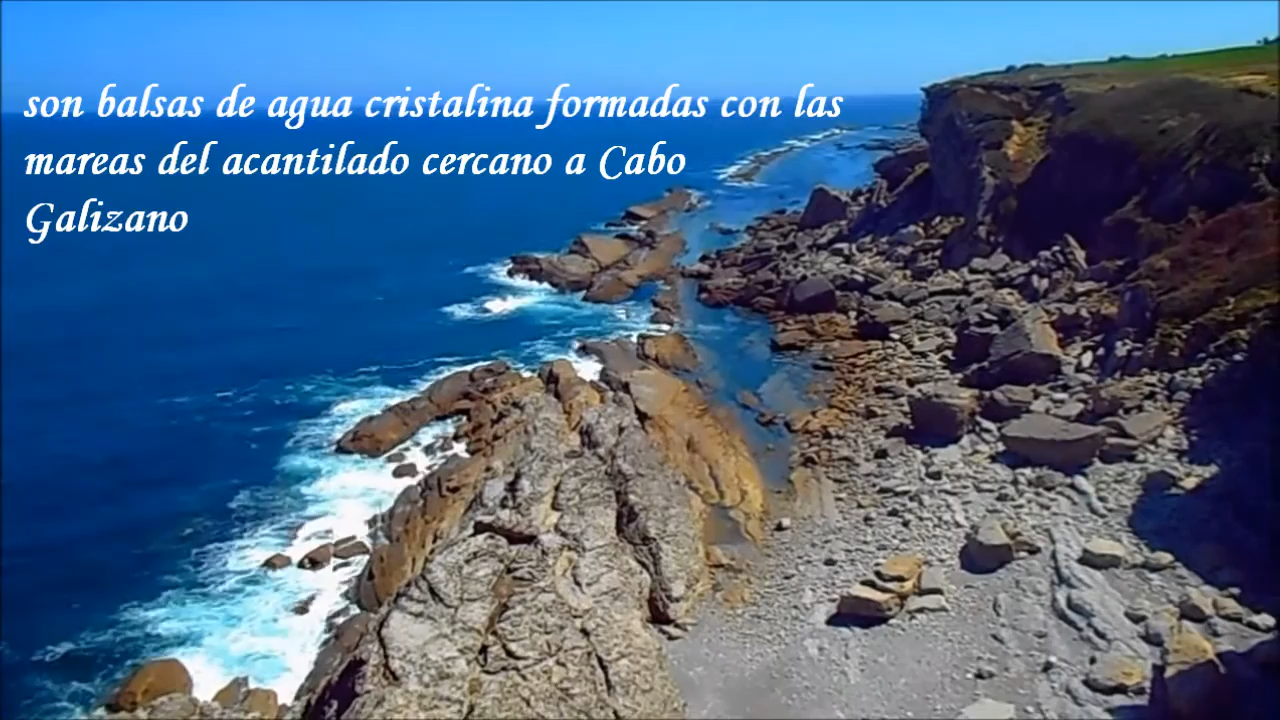 son balsas de agua cristalina formadas con las
mareas del acantilado cercano a Cabo
Galizano